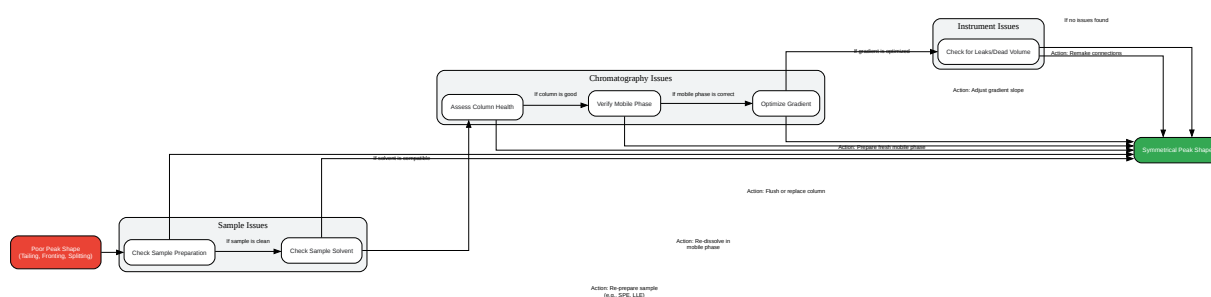 If no issues found
Instrument Issues
Check for Leaks/Dead Volume
If gradient is optimized
Action: Remake connections
Chromatography Issues
Action: Adjust gradient slope
Assess Column Health
If column is good
Verify Mobile Phase
If mobile phase is correct
Optimize Gradient
Action: Prepare fresh mobile phase
Symmetrical Peak Shape
If solvent is compatible
Action: Flush or replace column
Sample Issues
Poor Peak Shape
(Tailing, Fronting, Splitting)
Check Sample Preparation
If sample is clean
Check Sample Solvent
Action: Re-dissolve in
mobile phase
Action: Re-prepare sample
(e.g., SPE, LLE)